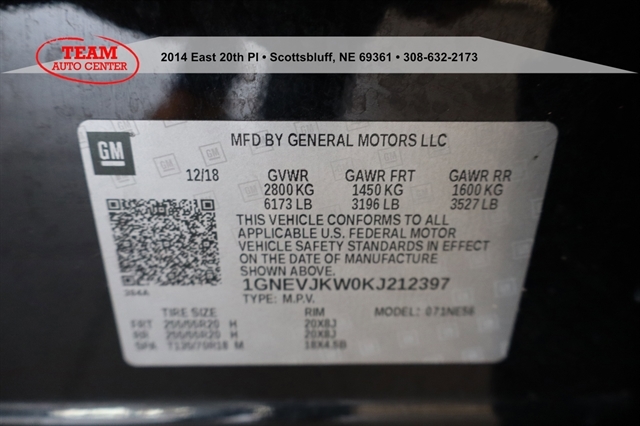 TEAM
AUTO CENTER
2014 East 20th Pl • Scottsbluff, NE 69361 • 308-632-2173
GM
MFD BY GENERAL MOTORS LLC
12/18 GVWR GAWR FRT GAWR RR
2800 KG 1450 KG 1600 KG
6173 LB 3196 LB 3527 LB
THIS VEHICLE CONFORMS TO ALL
APPLICABLE U.S. FEDERAL MOTOR
VEHICLE SAFETY STANDARDS IN EFFECT
ON THE DATE OF MANUFACTURE
SHOWN ABOVE.
1GNEVJKW0KJ212397
TYPE: M.P.V.
TIRE SIZE RIM MODEL:
FRT 255/55R20 H 20X8J
RR 255/55R20 H 20X8J
SPA T135/70R18 M 18X4.5B